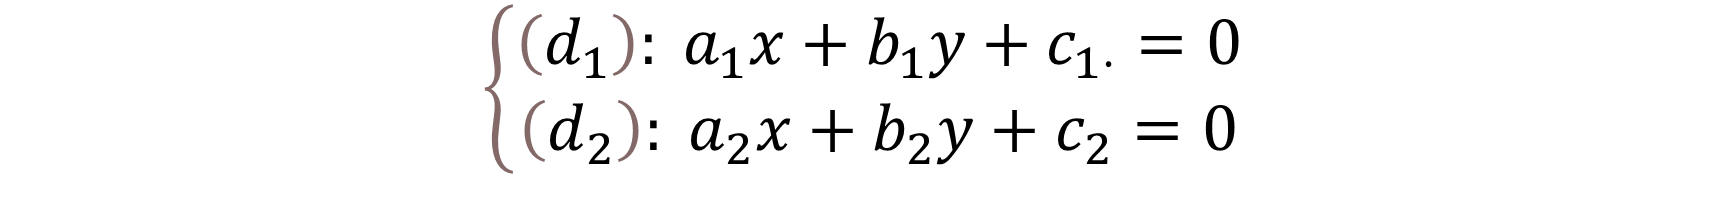 (d₁): a₁x + b₁y + c₁. = 0
(d₂): a₂x + b₂y + c₂ = 0